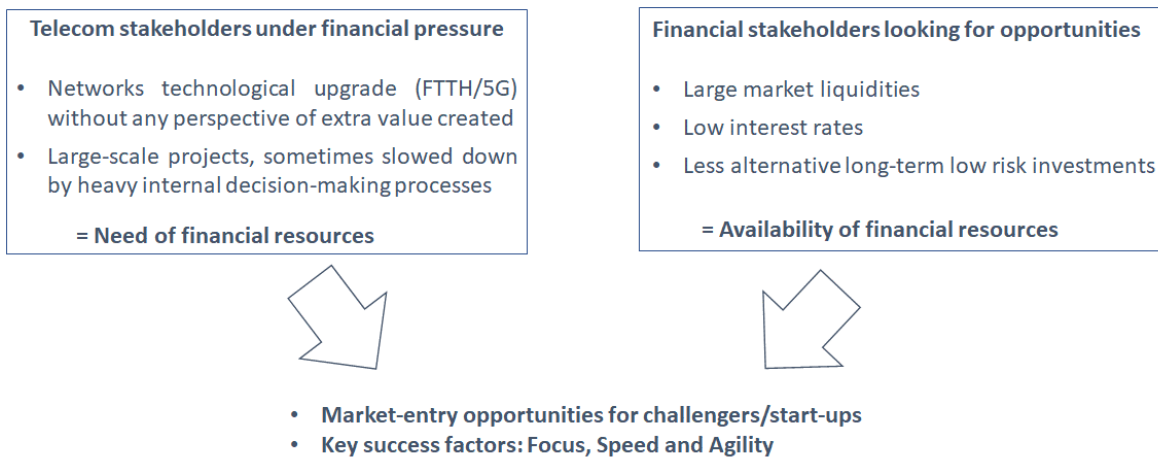 Telecom stakeholders under financial pressure
• Networks technological upgrade (FTTH/5G)
without any perspective of extra value created
• Large-scale projects, sometimes slowed down
by heavy internal decision-making processes
= Need of financial resources
Financial stakeholders looking for opportunities
• Large market liquidities
• Low interest rates
• Less alternative long-term low risk investments
= Availability of financial resources
• Market-entry opportunities for challengers/start-ups
• Key success factors: Focus, Speed and Agility